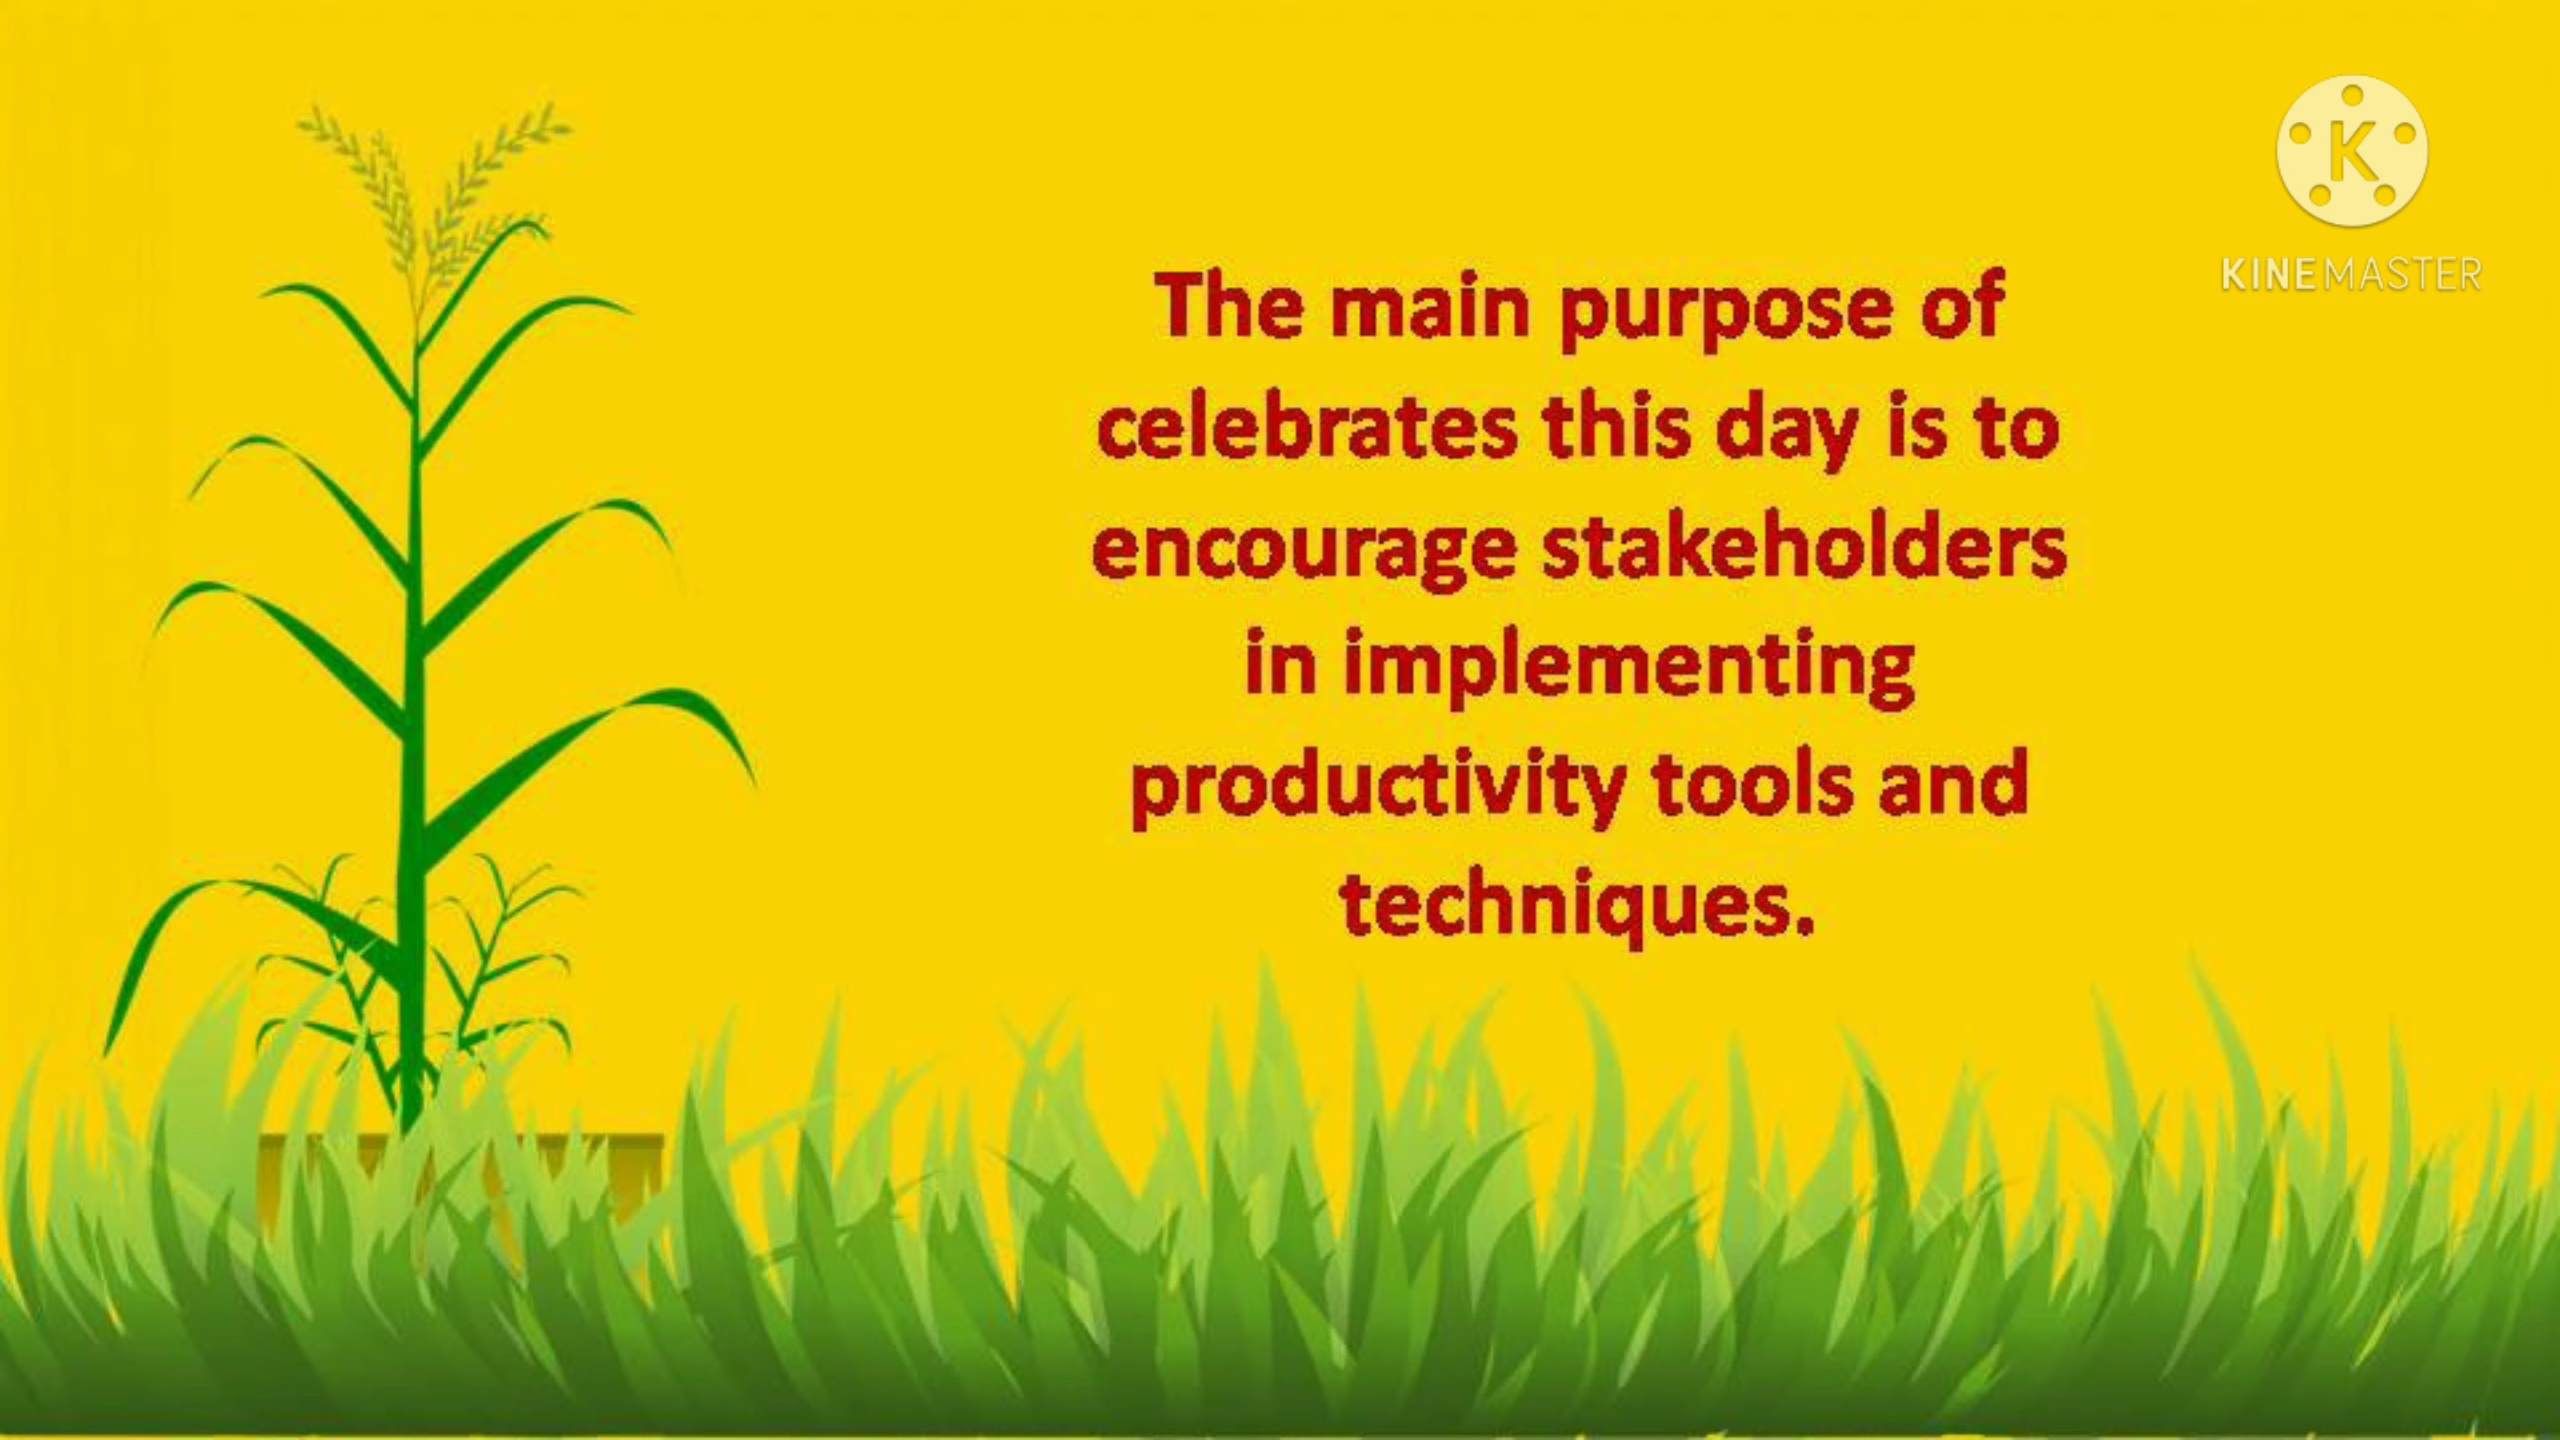 KINEMASTER
The main purpose of
celebrates this day is to
encourage stakeholders
in implementing
productivity tools and
techniques.